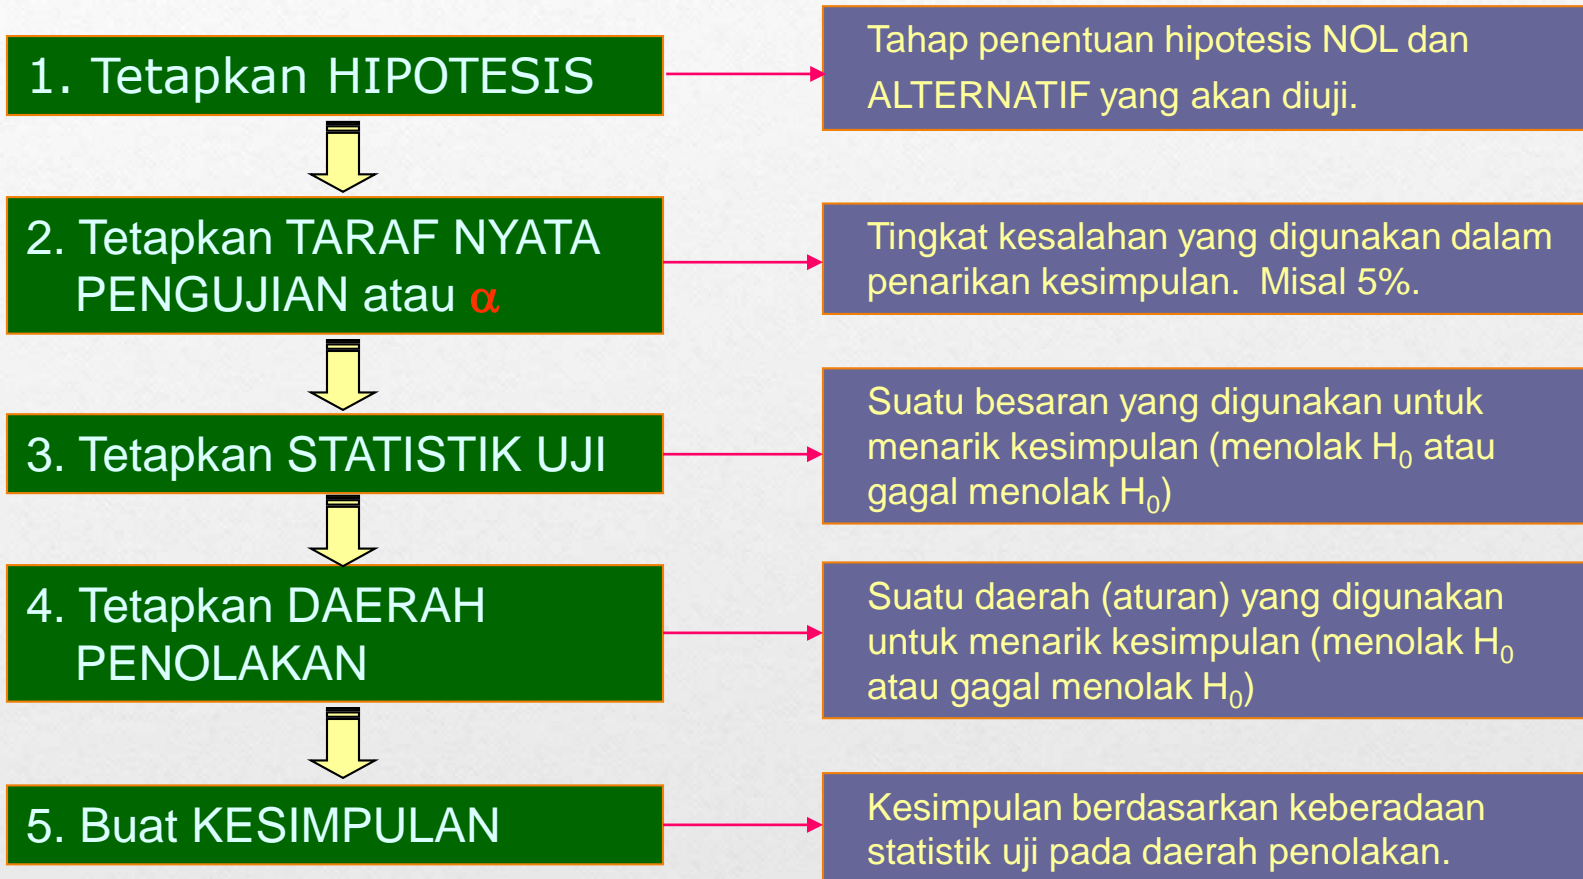 1. Tetapkan HIPOTESIS
Tahap penentuan hipotesis NOL dan
ALTERNATIF yang akan diuji.
2. Tetapkan TARAF NYATA
PENGUJIAN atau α
Tingkat kesalahan yang digunakan dalam
penarikan kesimpulan. Misal 5%.
3. Tetapkan STATISTIK UJI
Suatu besaran yang digunakan untuk
menarik kesimpulan (menolak H₀ atau
gagal menolak H₀)
4. Tetapkan DAERAH
PENOLAKAN
Suatu daerah (aturan) yang digunakan
untuk menarik kesimpulan (menolak H₀
atau gagal menolak H₀)
5. Buat KESIMPULAN
Kesimpulan berdasarkan keberadaan
statistik uji pada daerah penolakan.